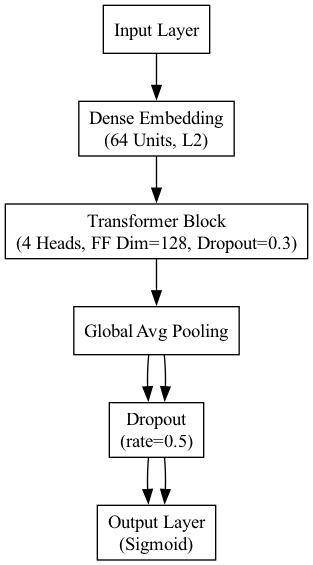 Input Layer
Dense Embedding
(64 Units, L2)
Transformer Block
(4 Heads, FF Dim=128, Dropout=0.3)
Global Avg Pooling
Dropout
(rate=0.5)
Output Layer
(Sigmoid)